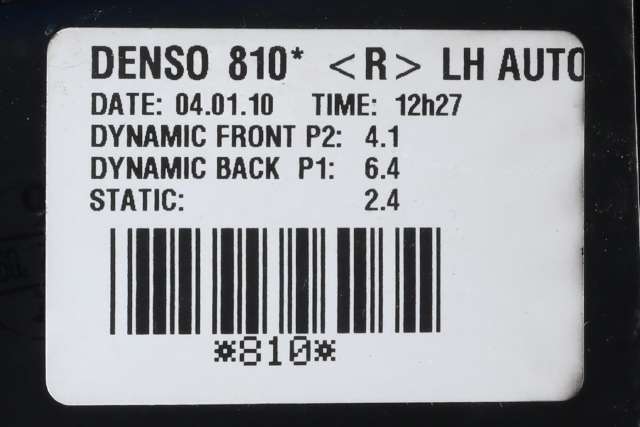 DENSO 810* <R> LH AUTO
DATE: 04.01.10 TIME: 12h27
DYNAMIC FRONT P2: 4.1
DYNAMIC BACK P1: 6.4
STATIC: 2.4
*810*